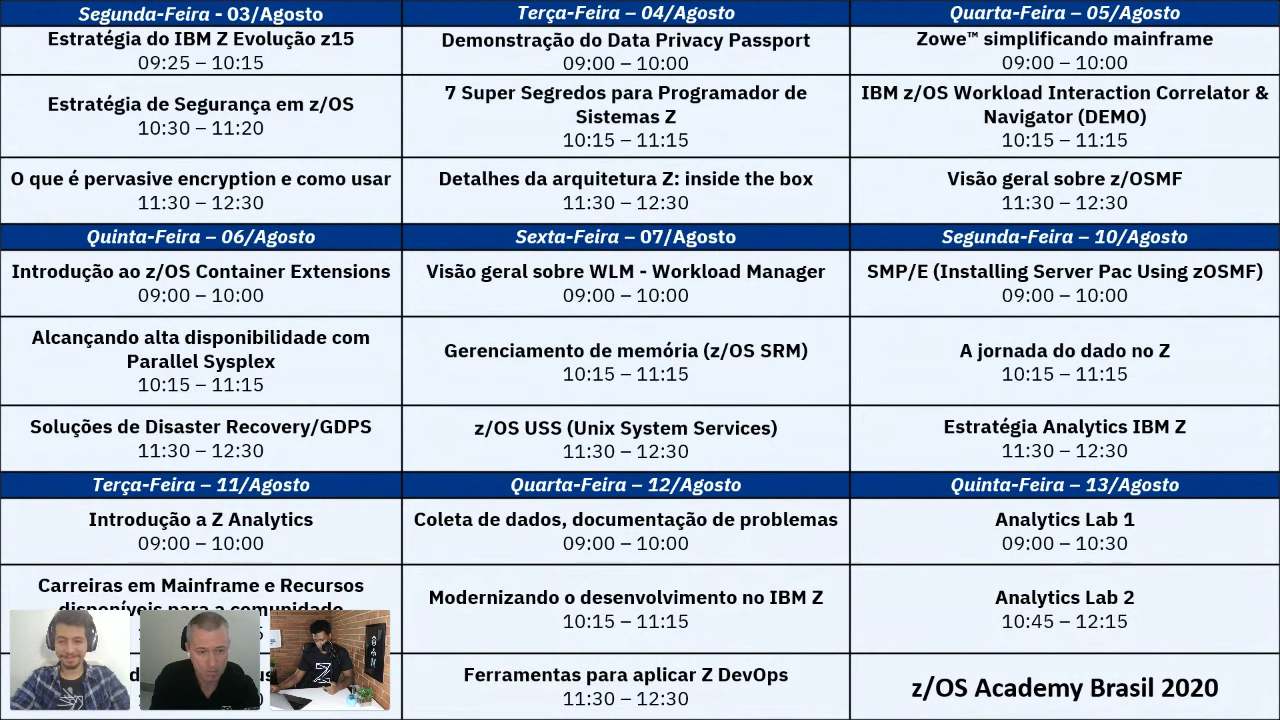 Segunda-Feira - 03/Agosto
Estratégia do IBM Z Evolução z15
09:25 – 10:15
Estratégia de Segurança em z/OS
10:30 – 11:20
O que é pervasive encryption e como usar
11:30 – 12:30
Terça-Feira – 04/Agosto
Demonstração do Data Privacy Passport
09:00 – 10:00
7 Super Segredos para Programador de
Sistemas Z
10:15 – 11:15
Detalhes da arquitetura Z: inside the box
11:30 – 12:30
Quarta-Feira – 05/Agosto
Zowe™ simplificando mainframe
09:00 – 10:00
IBM z/OS Workload Interaction Correlator &
Navigator (DEMO)
10:15 – 11:15
Visão geral sobre z/OSMF
11:30 – 12:30
Quinta-Feira – 06/Agosto
Introdução ao z/OS Container Extensions
09:00 – 10:00
Alcançando alta disponibilidade com
Parallel Sysplex
10:15 – 11:15
Soluções de Disaster Recovery/GDPS
11:30 – 12:30
Sexta-Feira – 07/Agosto
Visão geral sobre WLM - Workload Manager
09:00 – 10:00
Gerenciamento de memória (z/OS SRM)
10:15 – 11:15
z/OS USS (Unix System Services)
11:30 – 12:30
Segunda-Feira – 10/Agosto
SMP/E (Installing Server Pac Using zOSMF)
09:00 – 10:00
A jornada do dado no Z
10:15 – 11:15
Estratégia Analytics IBM Z
11:30 – 12:30
Terça-Feira – 11/Agosto
Introdução a Z Analytics
09:00 – 10:00
Carreiras em Mainframe e Recursos
disponíveis para a comunidade
Quarta-Feira – 12/Agosto
Coleta de dados, documentação de problemas
09:00 – 10:00
Modernizando o desenvolvimento no IBM Z
10:15 – 11:15
Ferramentas para aplicar Z DevOps
11:30 – 12:30
Quinta-Feira – 13/Agosto
Analytics Lab 1
09:00 – 10:30
Analytics Lab 2
10:45 – 12:15
z/OS Academy Brasil 2020
Z